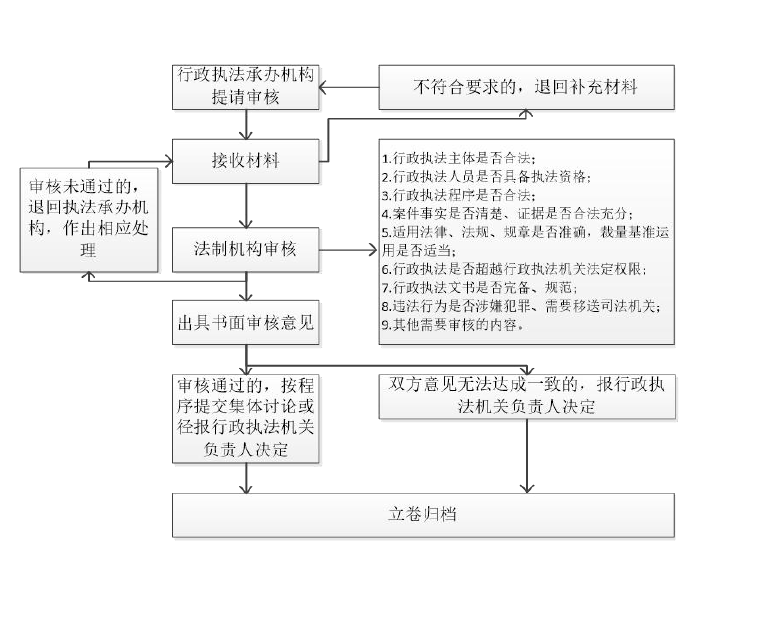 行政执法承办机构
提请审核
不符合要求的，退回补充材料
接收材料
审核未通过的，
退回执法承办机
构，作出相应处
理
1.行政执法主体是否合法；
2.行政执法人员是否具备执法资格；
3.行政执法程序是否合法；
4.案件事实是否清楚、证据是否合法充分；
5.适用法律、法规、规章是否准确，裁量基准运
用是否适当；
6.行政执法是否超越行政执法机关法定权限；
7.行政执法文书是否完备、规范；
8.违法行为是否涉嫌犯罪、需要移送司法机关；
9.其他需要审核的内容。
法制机构审核
出具书面审核意见
审核通过的，按程
序提交集体讨论或
径报行政执法机关
负责人决定
双方意见无法达成一致的，报行政执
法机关负责人决定
立卷归档